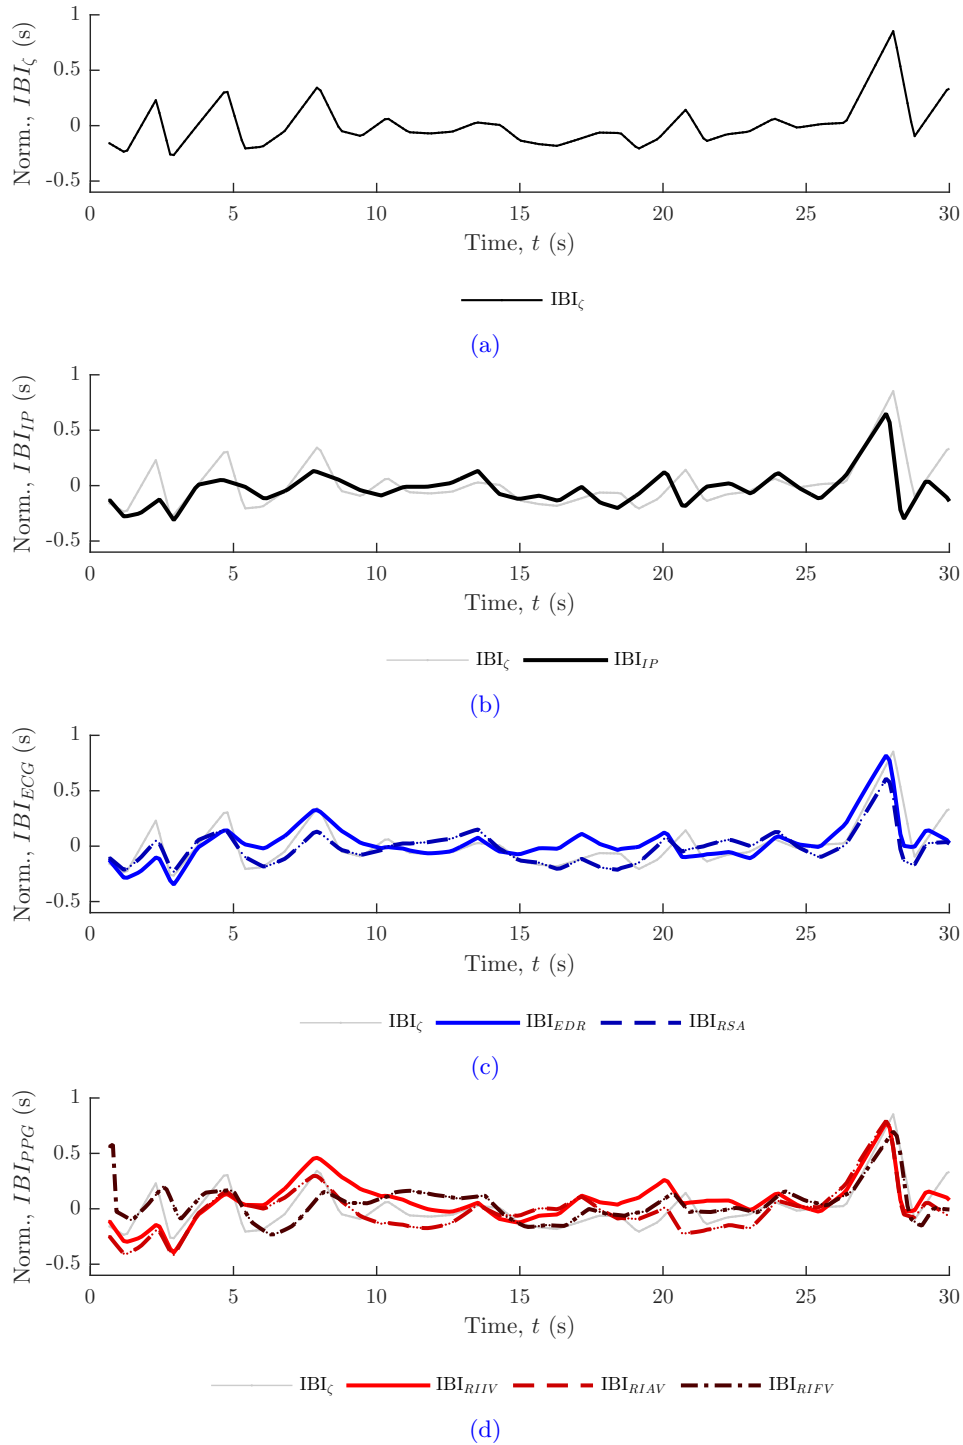 Norm., IBI_ζ (s)
1
0.5
0
-0.5
0 5 10 15 20 25 30
Time, t (s)
IBI_ζ
(a)
Norm., IBI_IP (s)
1
0.5
0
-0.5
0 5 10 15 20 25 30
Time, t (s)
IBI_ζ IBI_IP
(b)
Norm., IBI_ECG (s)
1
0.5
0
-0.5
0 5 10 15 20 25 30
Time, t (s)
IBI_ζ IBI_EDR IBI_RSA
(c)
Norm., IBI_PPG (s)
1
0.5
0
-0.5
0 5 10 15 20 25 30
Time, t (s)
IBI_ζ IBI_RIIV IBI_RIAV IBI_RIFV
(d)